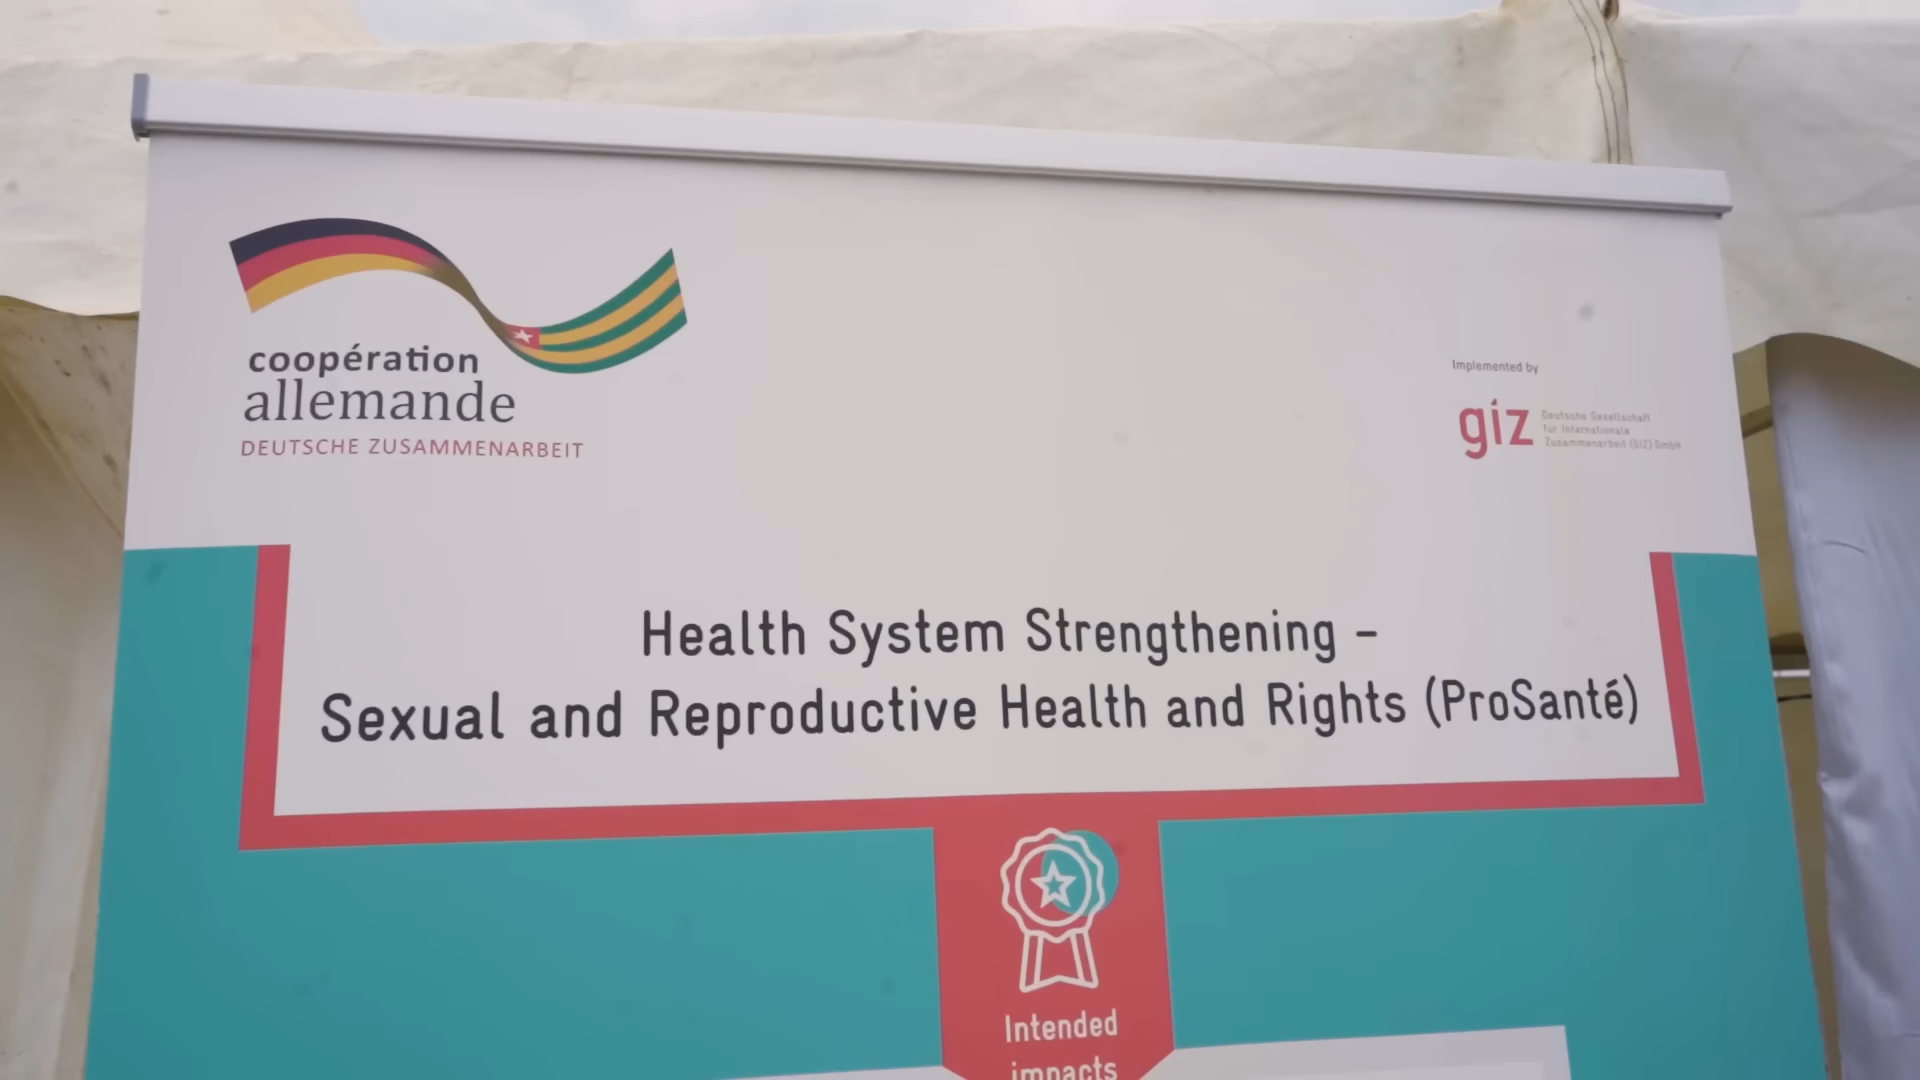 coopération
allemande
DEUTSCHE ZUSAMMENARBEIT
Implemented by
giz
Deutsche Gesellschaft
für Internationale
Zusammenarbeit (GIZ) GmbH
Health System Strengthening –
Sexual and Reproductive Health and Rights (ProSanté)
Intended
impacts